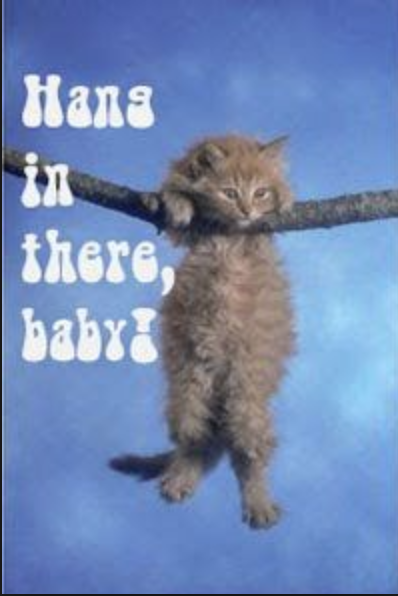 Hang
in
there,
baby!